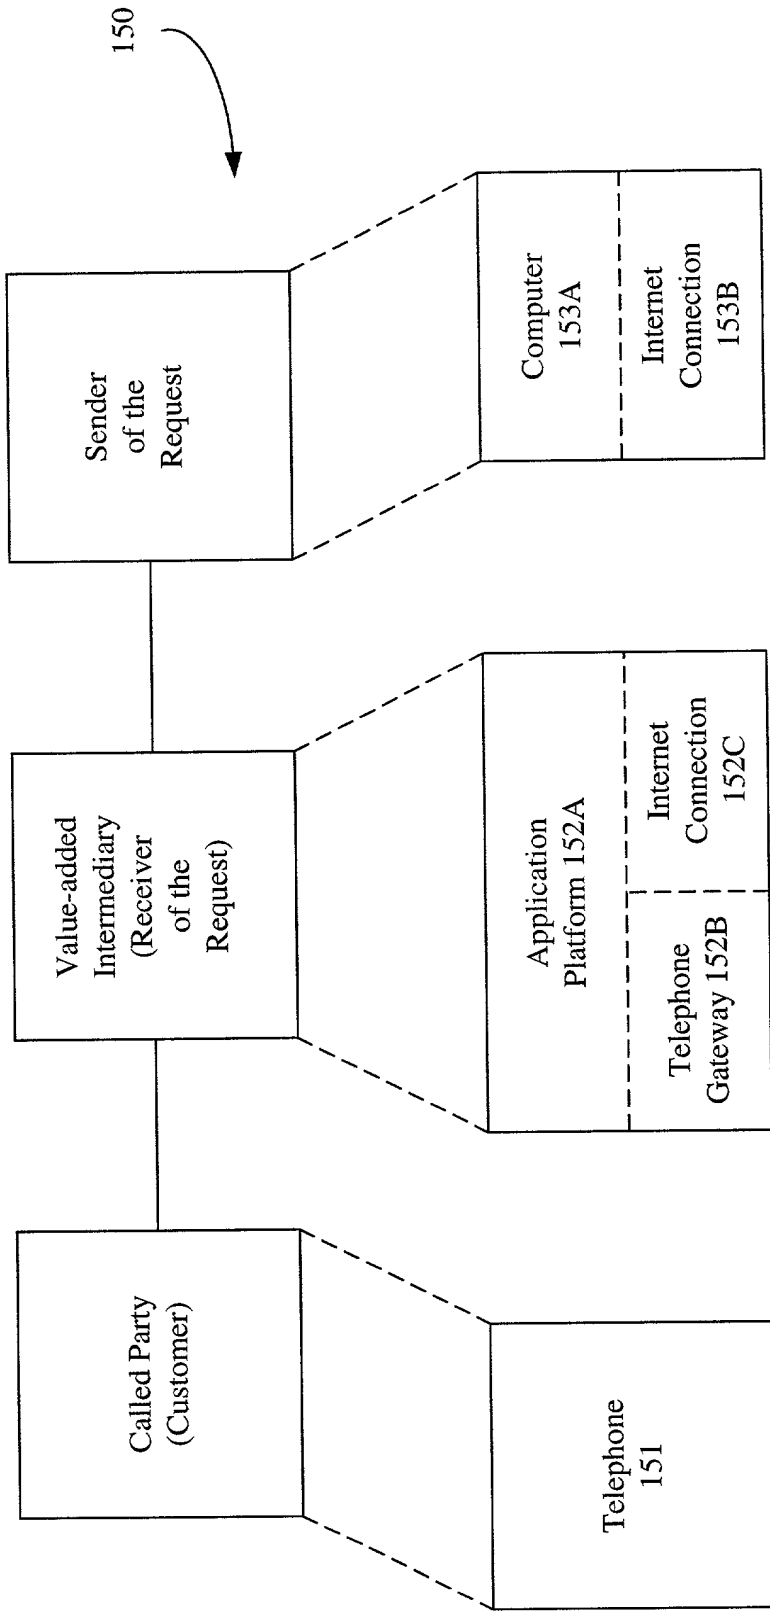 150
Called Party
(Customer)
Value-added
Intermediary
(Receiver
of the
Request)
Sender
of the
Request
Telephone
151
Application
Platform 152A
Telephone
Gateway 152B
Internet
Connection
152C
Computer
153A
Internet
Connection
153B